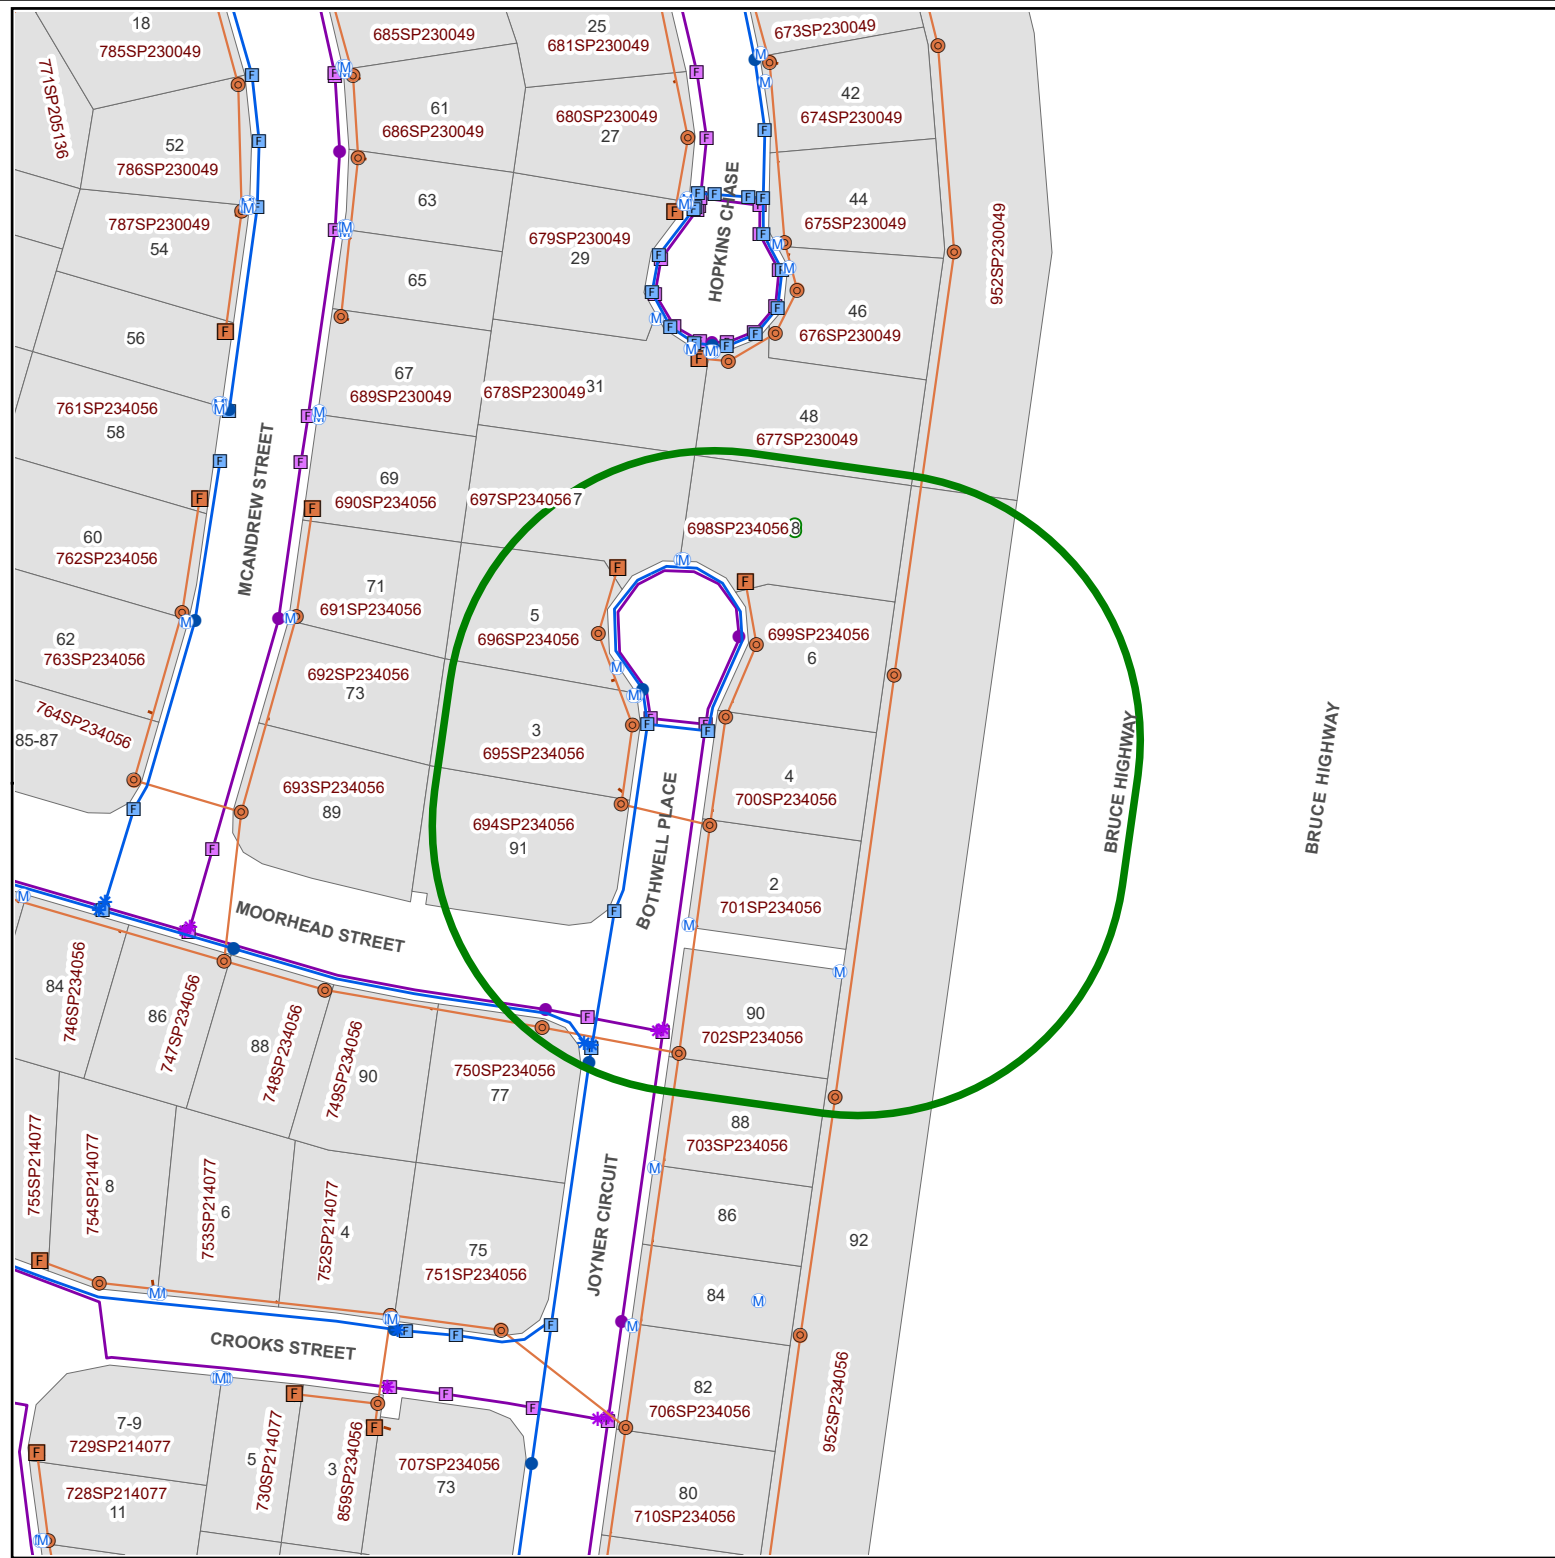 18
785SP230049
771SP205136
685SP230049
25
681SP230049
673SP230049
52
786SP230049
61
686SP230049
680SP230049
27
42
674SP230049
787SP230049
54
63
679SP230049
29
HOPKINS CHASE
44
675SP230049
952SP230049
56
65
46
676SP230049
67
689SP230049
678SP230049 31
761SP234056
58
48
677SP230049
MCANDREW STREET
69
690SP234056
697SP234056 7
698SP234056 8
60
762SP234056
71
691SP234056
5
696SP234056
699SP234056
6
62
763SP234056
692SP234056
73
764SP234056
85-87
3
695SP234056
4
700SP234056
BRUCE HIGHWAY
BRUCE HIGHWAY
693SP234056
89
694SP234056
91
BOTHWELL PLACE
2
701SP234056
MOORHEAD STREET
84
746SP234056
86
747SP234056
88
748SP234056
749SP234056
90
750SP234056
77
90
702SP234056
88
703SP234056
755SP214077
754SP214077
8
753SP214077
6
752SP214077
4
75
751SP234056
JOYNER CIRCUIT
86
92
84
CROOKS STREET
82
706SP234056
952SP234056
7-9
729SP214077
5
730SP214077
3
859SP234056
707SP234056
73
728SP214077
11
80
710SP234056